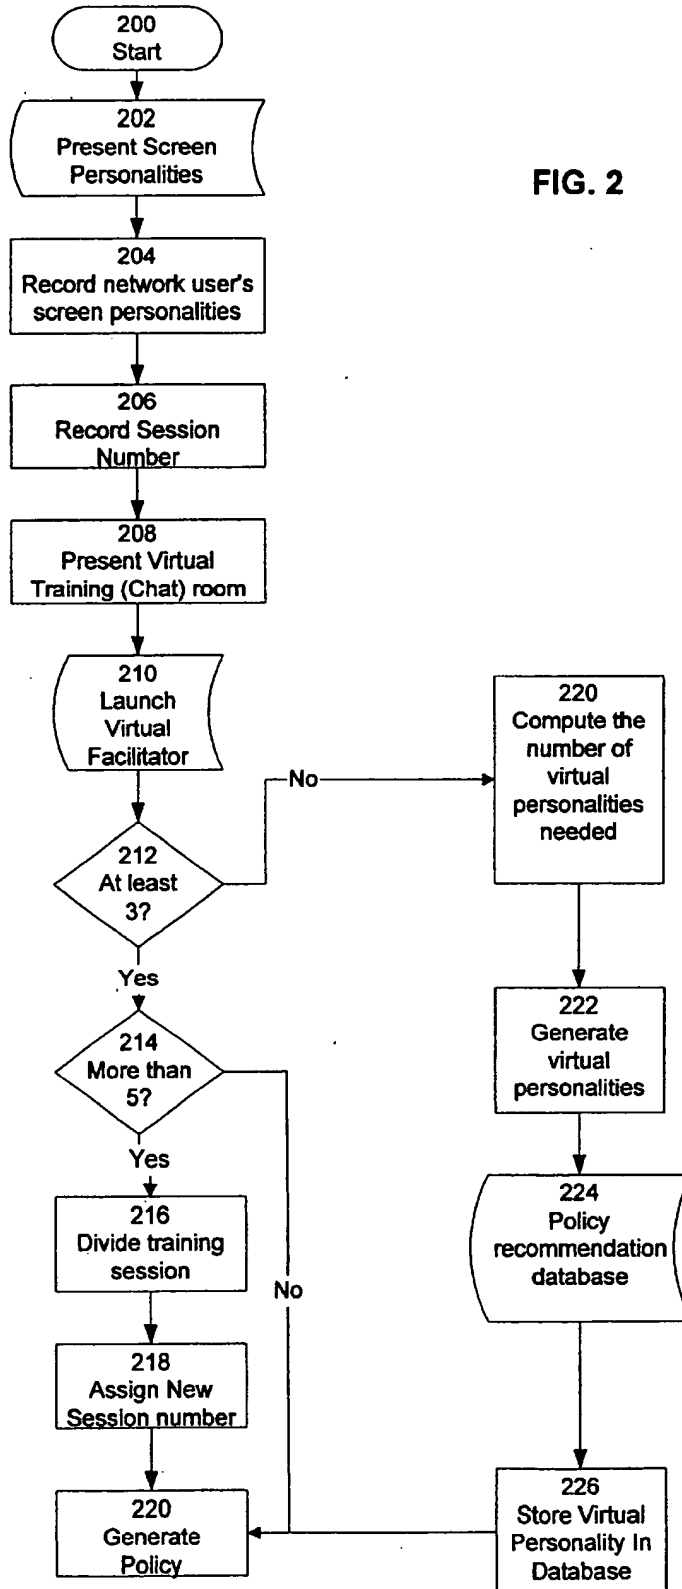 200
Start
202
Present Screen
Personalities
FIG. 2
204
Record network user's
screen personalities
206
Record Session
Number
208
Present Virtual
Training (Chat) room
210
Launch
Virtual
Facilitator
No
220
Compute the
number of
virtual
personalities
needed
212
At least
3?
Yes
214
More than
5?
222
Generate
virtual
personalities
Yes
216
Divide training
session
224
Policy
recommendation
database
No
218
Assign New
Session number
220
Generate
Policy
226
Store Virtual
Personality In
Database